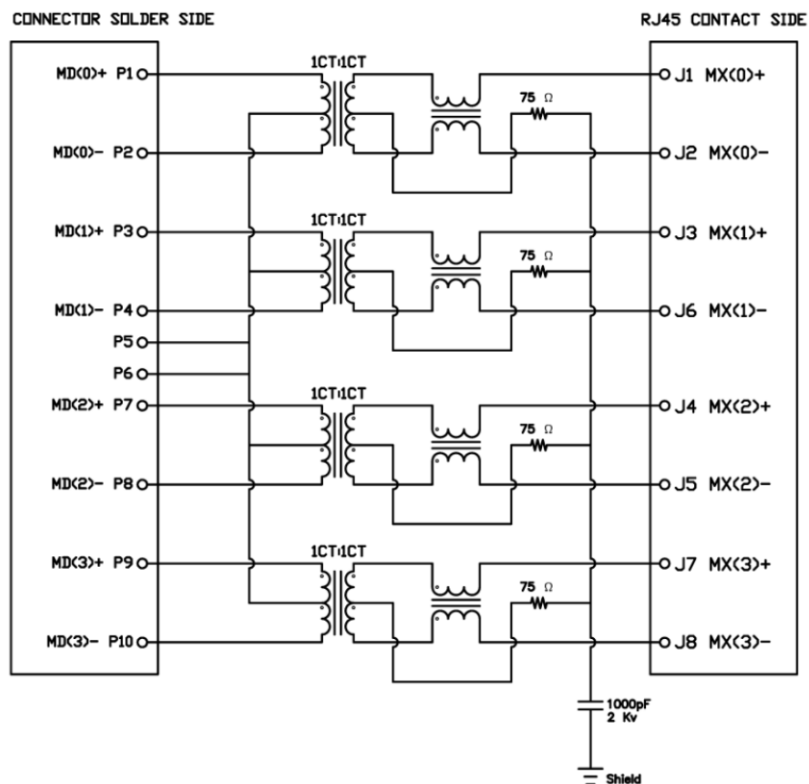 CONNECTOR SOLDER SIDE
RJ45 CONTACT SIDE
MD(0)+ P1
1CT:1CT
J1 MX(0)+
75 Ω
MD(0)- P2
J2 MX(0)-
MD(1)+ P3
1CT:1CT
J3 MX(1)+
75 Ω
MD(1)- P4
J6 MX(1)-
P5
P6
MD(2)+ P7
1CT:1CT
J4 MX(2)+
75 Ω
MD(2)- P8
J5 MX(2)-
MD(3)+ P9
1CT:1CT
J7 MX(3)+
75 Ω
MD(3)- P10
J8 MX(3)-
1000pF
2 Kv
Shield